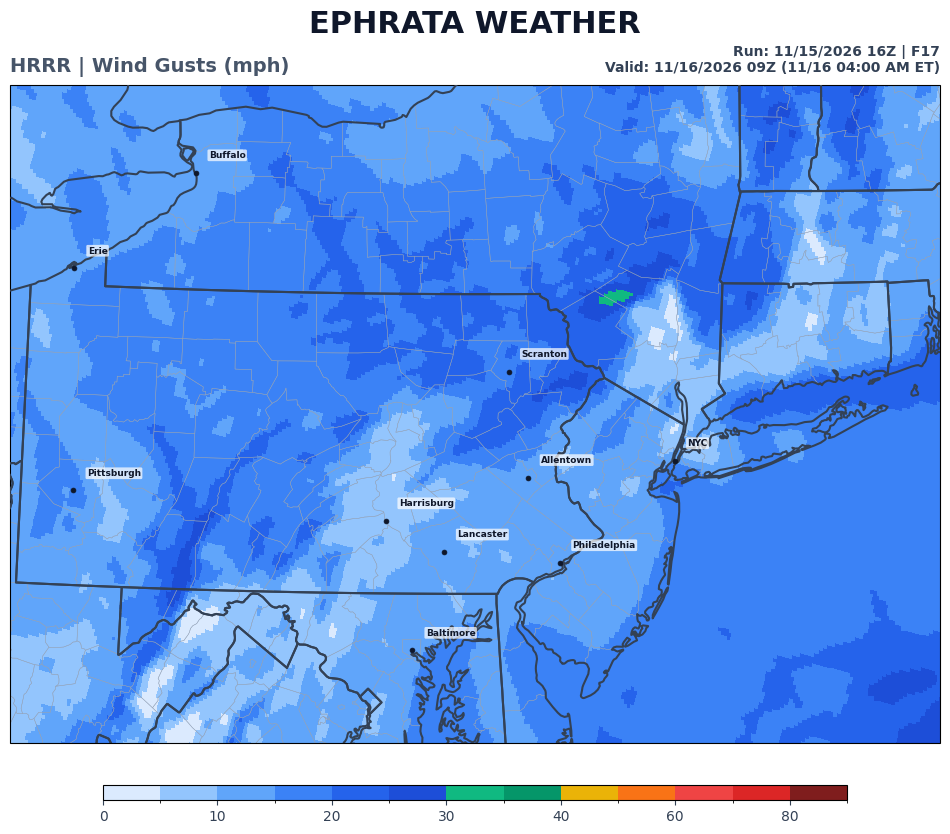 EPHRATA WEATHER
HRRR | Wind Gusts (mph)
Run: 11/15/2026 16Z | F17
Valid: 11/16/2026 09Z (11/16 04:00 AM ET)
Buffalo
Erie
Scranton
NYC
Allentown
Pittsburgh
Harrisburg
Lancaster
Philadelphia
Baltimore
0 10 20 30 40 50 60 70 80